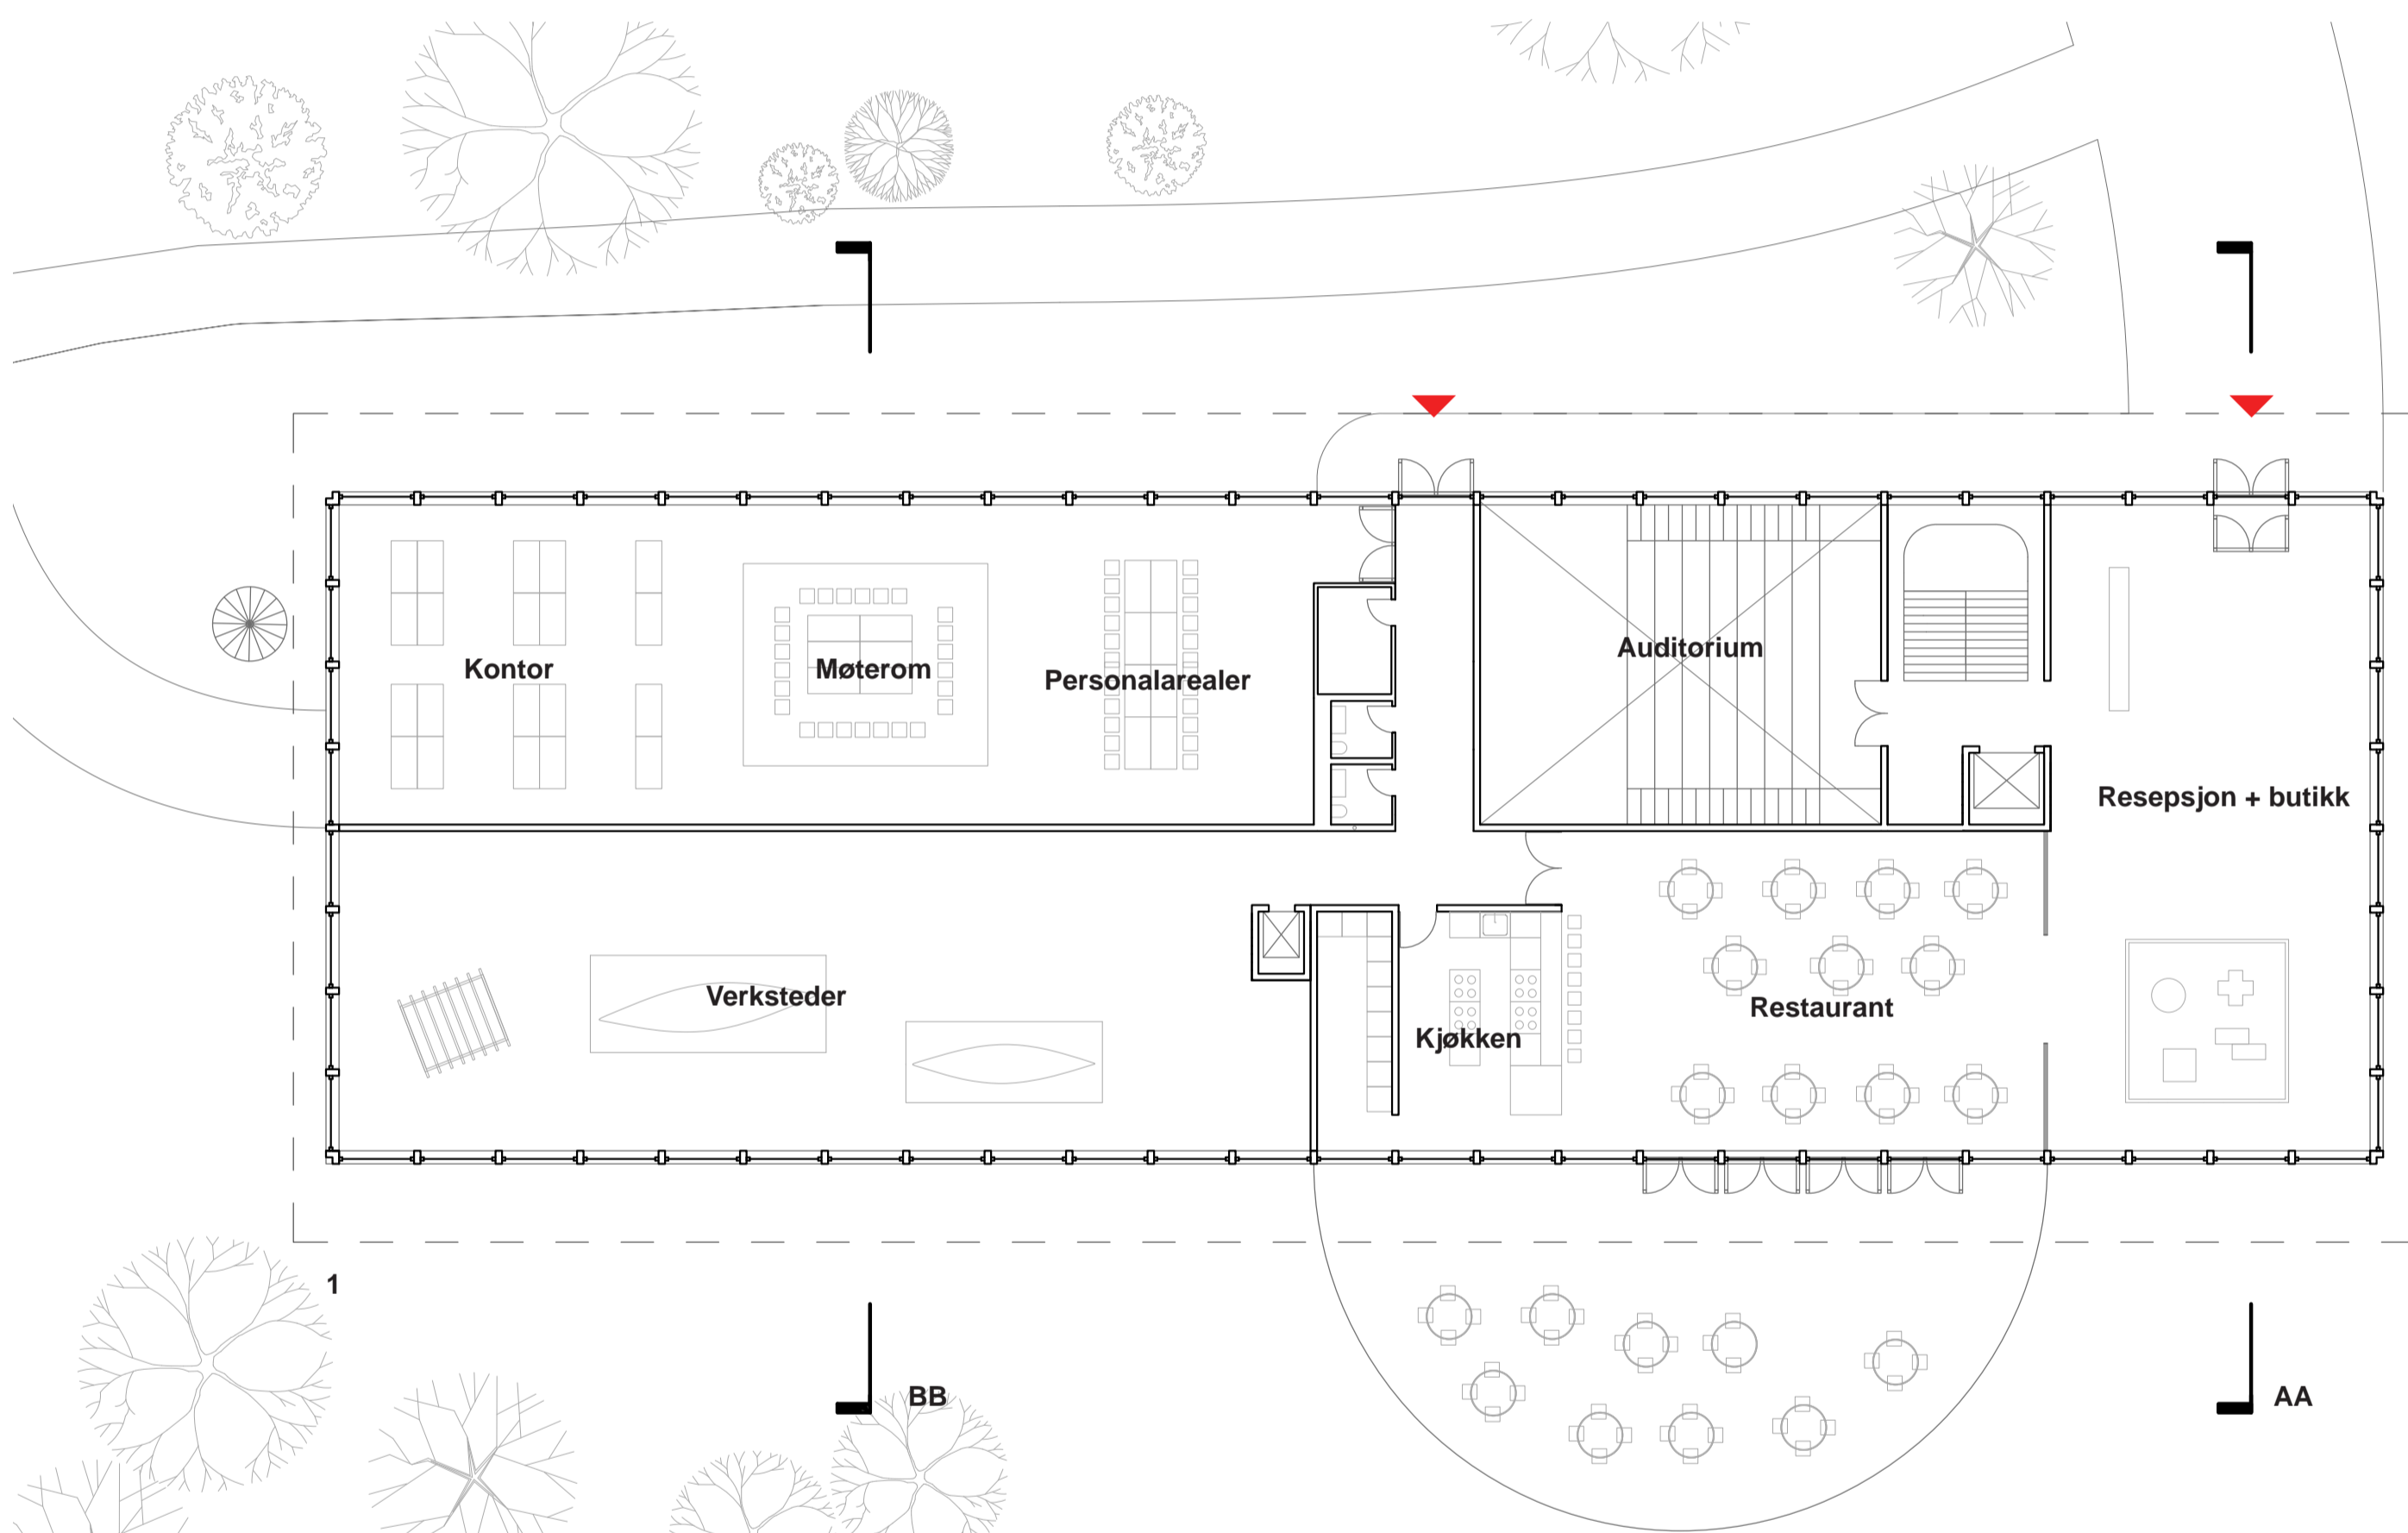 Auditorium
Kontor
Møterom
Personalarealer
Resepsjon + butikk
Verksteder
Restaurant
Kjøkken
1
BB
AA